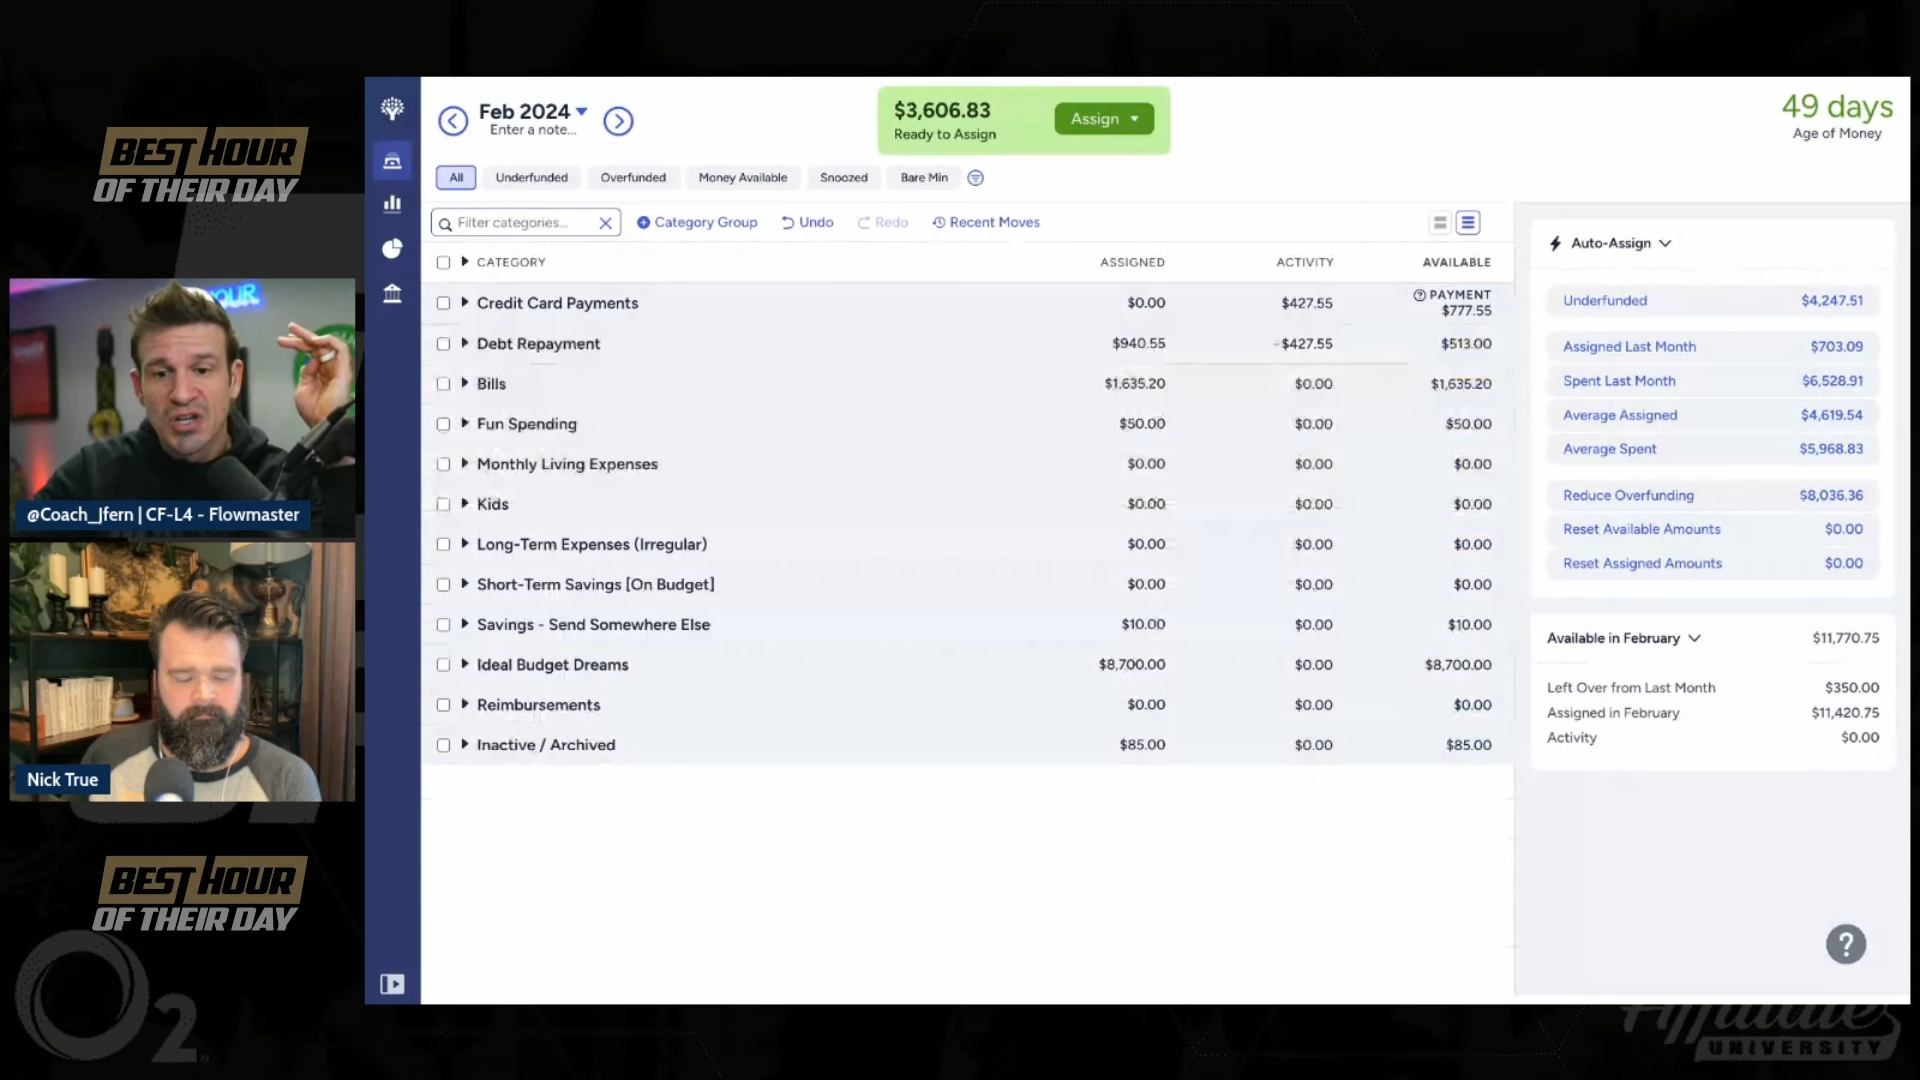 BEST HOUR
OF THEIR DAY
@Coach_Jfern | CF-L4 - Flowmaster
Nick True
BEST HOUR
OF THEIR DAY
O2
Feb 2024
Enter a note...
$3,606.83
Ready to Assign
Assign
49 days
Age of Money
All Underfunded Overfunded Money Available Snoozed Bare Min
Filter categories... Category Group Undo Redo Recent Moves
CATEGORY ASSIGNED ACTIVITY AVAILABLE
Credit Card Payments $0.00 $427.55 PAYMENT
$777.55
Debt Repayment $940.55 -$427.55 $513.00
Bills $1,635.20 $0.00 $1,635.20
Fun Spending $50.00 $0.00 $50.00
Monthly Living Expenses $0.00 $0.00 $0.00
Kids $0.00 $0.00 $0.00
Long-Term Expenses (Irregular) $0.00 $0.00 $0.00
Short-Term Savings [On Budget] $0.00 $0.00 $0.00
Savings - Send Somewhere Else $10.00 $0.00 $10.00
Ideal Budget Dreams $8,700.00 $0.00 $8,700.00
Reimbursements $0.00 $0.00 $0.00
Inactive / Archived $85.00 $0.00 $85.00
Auto-Assign
Underfunded $4,247.51
Assigned Last Month $703.09
Spent Last Month $6,528.91
Average Assigned $4,619.54
Average Spent $5,968.83
Reduce Overfunding $8,036.36
Reset Available Amounts $0.00
Reset Assigned Amounts $0.00
Available in February $11,770.75
Left Over from Last Month $350.00
Assigned in February $11,420.75
Activity $0.00
?
Affiliate
UNIVERSITY